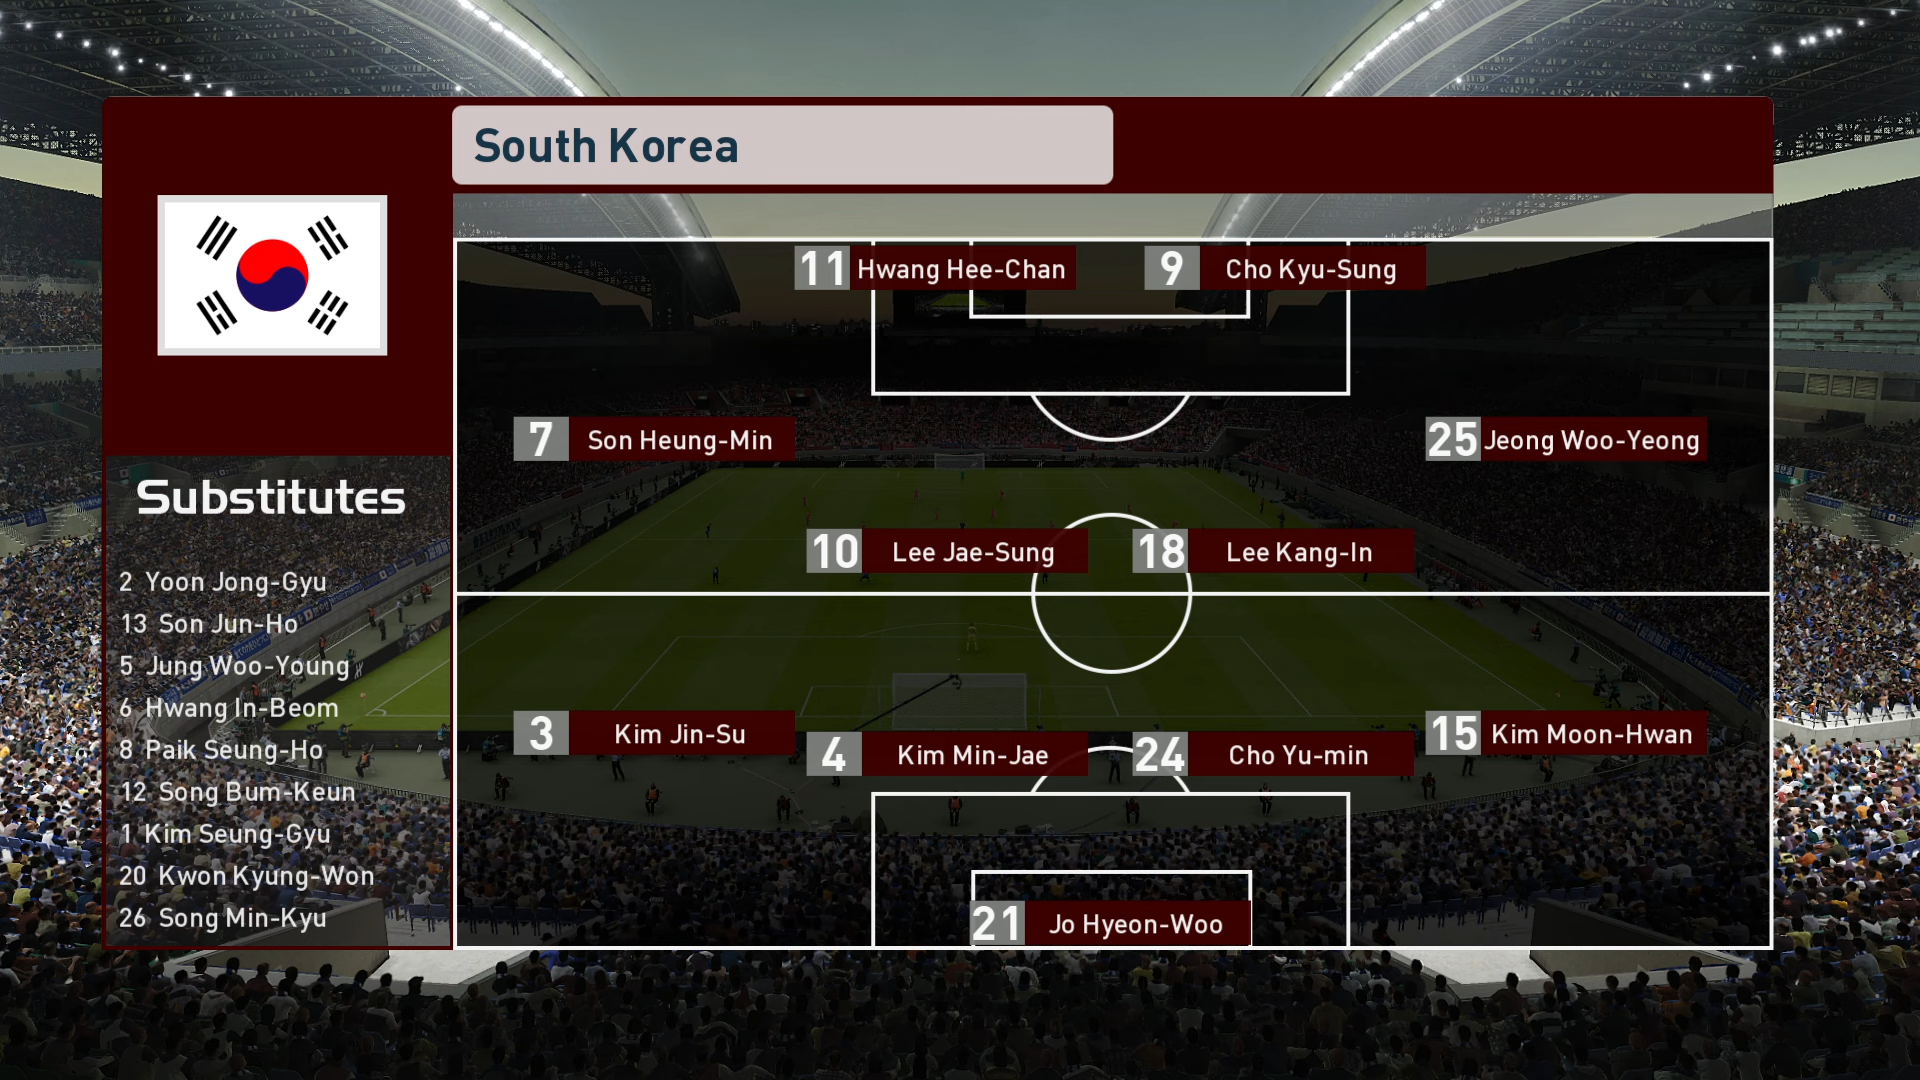 South Korea
11 Hwang Hee-Chan
9 Cho Kyu-Sung
7 Son Heung-Min
25 Jeong Woo-Yeong
10 Lee Jae-Sung
18 Lee Kang-In
3 Kim Jin-Su
15 Kim Moon-Hwan
4 Kim Min-Jae
24 Cho Yu-min
21 Jo Hyeon-Woo
Substitutes
2 Yoon Jong-Gyu
13 Son Jun-Ho
5 Jung Woo-Young
6 Hwang In-Beom
8 Paik Seung-Ho
12 Song Bum-Keun
1 Kim Seung-Gyu
20 Kwon Kyung-Won
26 Song Min-Kyu